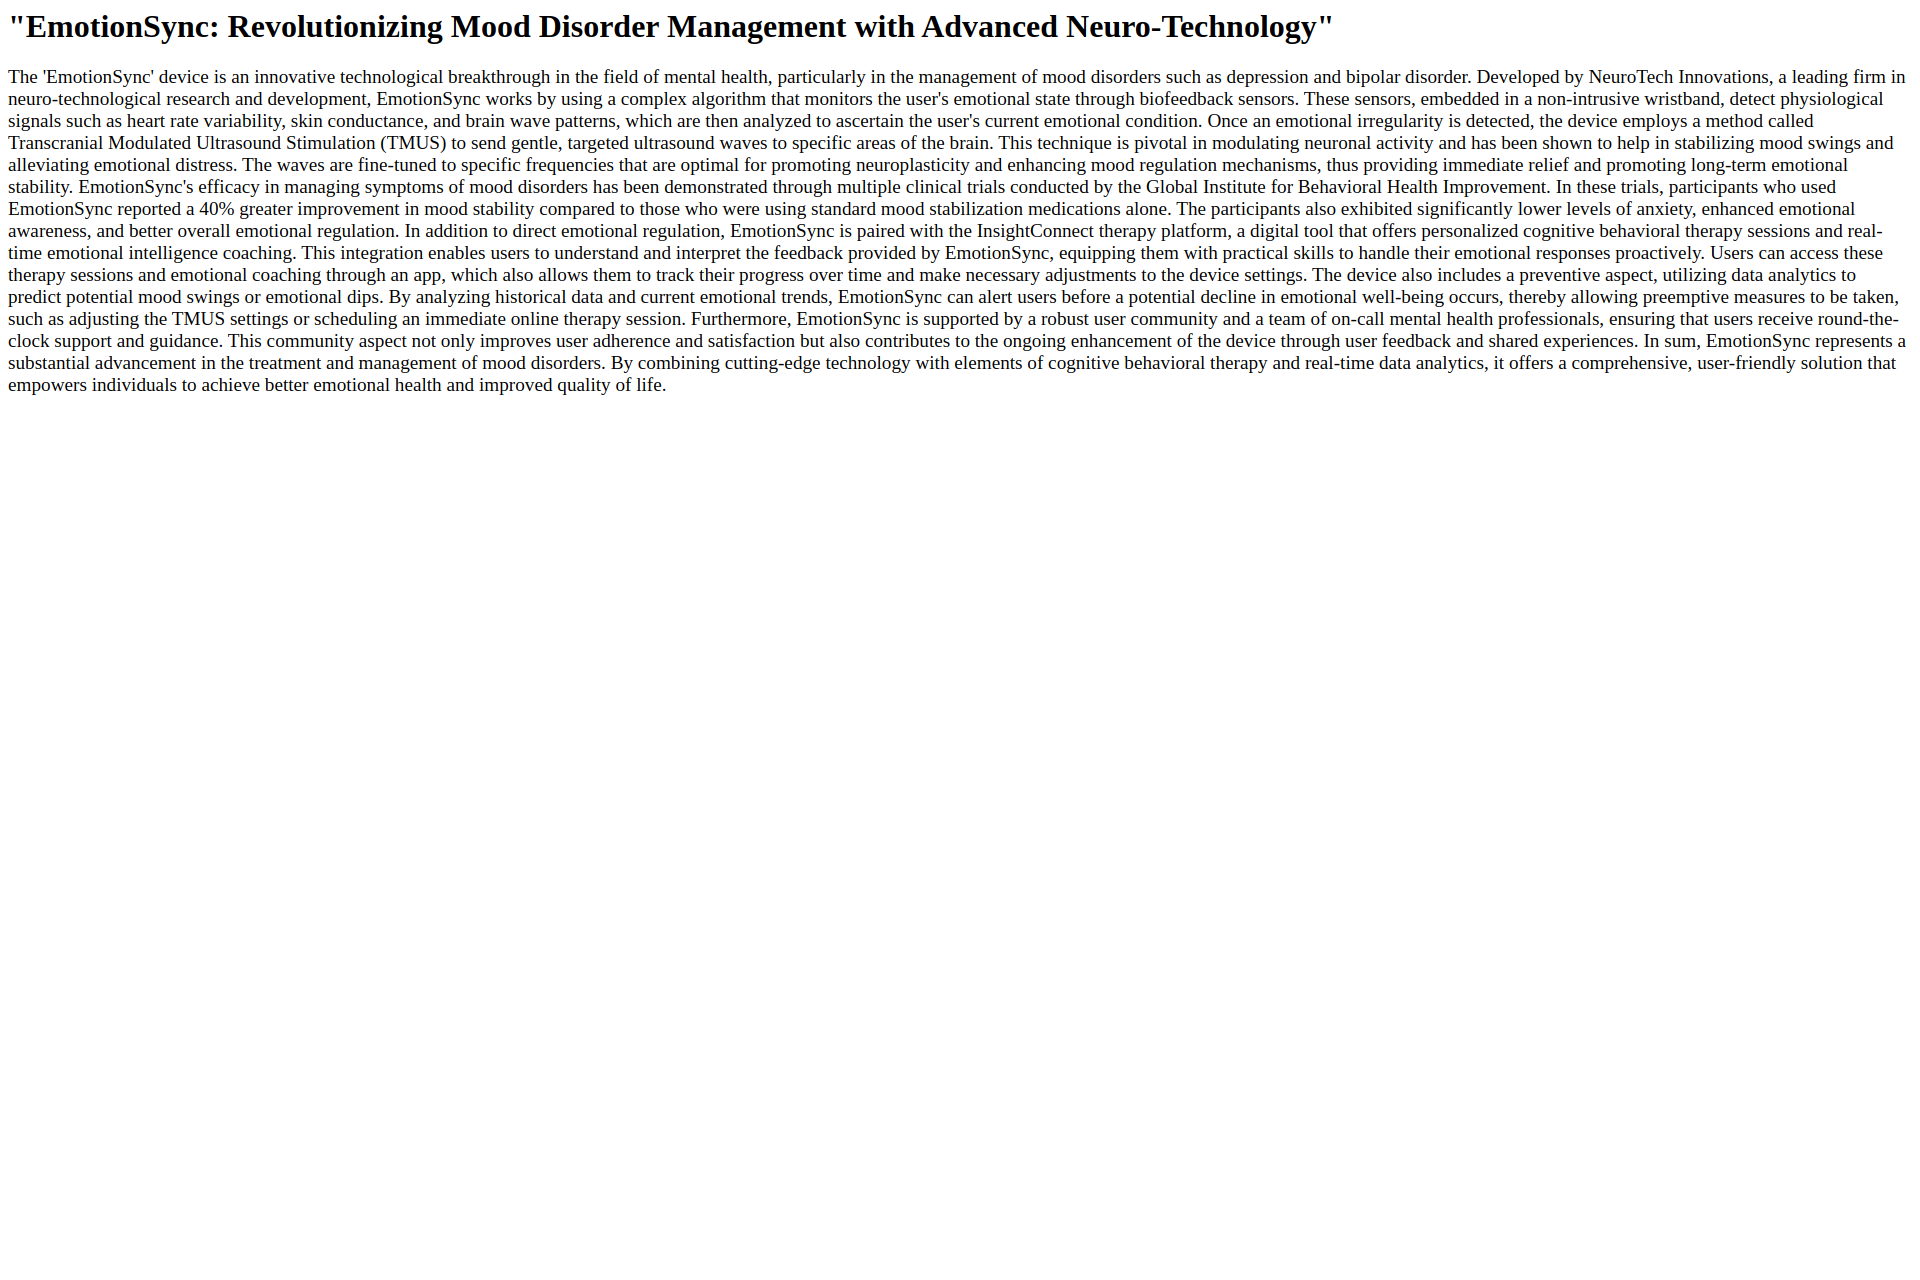 "EmotionSync: Revolutionizing Mood Disorder Management with Advanced Neuro-Technology"
The 'EmotionSync' device is an innovative technological breakthrough in the field of mental health, particularly in the management of mood disorders such as depression and bipolar disorder. Developed by NeuroTech Innovations, a leading firm in
neuro-technological research and development, EmotionSync works by using a complex algorithm that monitors the user's emotional state through biofeedback sensors. These sensors, embedded in a non-intrusive wristband, detect physiological
signals such as heart rate variability, skin conductance, and brain wave patterns, which are then analyzed to ascertain the user's current emotional condition. Once an emotional irregularity is detected, the device employs a method called
Transcranial Modulated Ultrasound Stimulation (TMUS) to send gentle, targeted ultrasound waves to specific areas of the brain. This technique is pivotal in modulating neuronal activity and has been shown to help in stabilizing mood swings and
alleviating emotional distress. The waves are fine-tuned to specific frequencies that are optimal for promoting neuroplasticity and enhancing mood regulation mechanisms, thus providing immediate relief and promoting long-term emotional
stability. EmotionSync's efficacy in managing symptoms of mood disorders has been demonstrated through multiple clinical trials conducted by the Global Institute for Behavioral Health Improvement. In these trials, participants who used
EmotionSync reported a 40% greater improvement in mood stability compared to those who were using standard mood stabilization medications alone. The participants also exhibited significantly lower levels of anxiety, enhanced emotional
awareness, and better overall emotional regulation. In addition to direct emotional regulation, EmotionSync is paired with the InsightConnect therapy platform, a digital tool that offers personalized cognitive behavioral therapy sessions and real-
time emotional intelligence coaching. This integration enables users to understand and interpret the feedback provided by EmotionSync, equipping them with practical skills to handle their emotional responses proactively. Users can access these
therapy sessions and emotional coaching through an app, which also allows them to track their progress over time and make necessary adjustments to the device settings. The device also includes a preventive aspect, utilizing data analytics to
predict potential mood swings or emotional dips. By analyzing historical data and current emotional trends, EmotionSync can alert users before a potential decline in emotional well-being occurs, thereby allowing preemptive measures to be taken,
such as adjusting the TMUS settings or scheduling an immediate online therapy session. Furthermore, EmotionSync is supported by a robust user community and a team of on-call mental health professionals, ensuring that users receive round-the-
clock support and guidance. This community aspect not only improves user adherence and satisfaction but also contributes to the ongoing enhancement of the device through user feedback and shared experiences. In sum, EmotionSync represents a
substantial advancement in the treatment and management of mood disorders. By combining cutting-edge technology with elements of cognitive behavioral therapy and real-time data analytics, it offers a comprehensive, user-friendly solution that
empowers individuals to achieve better emotional health and improved quality of life.